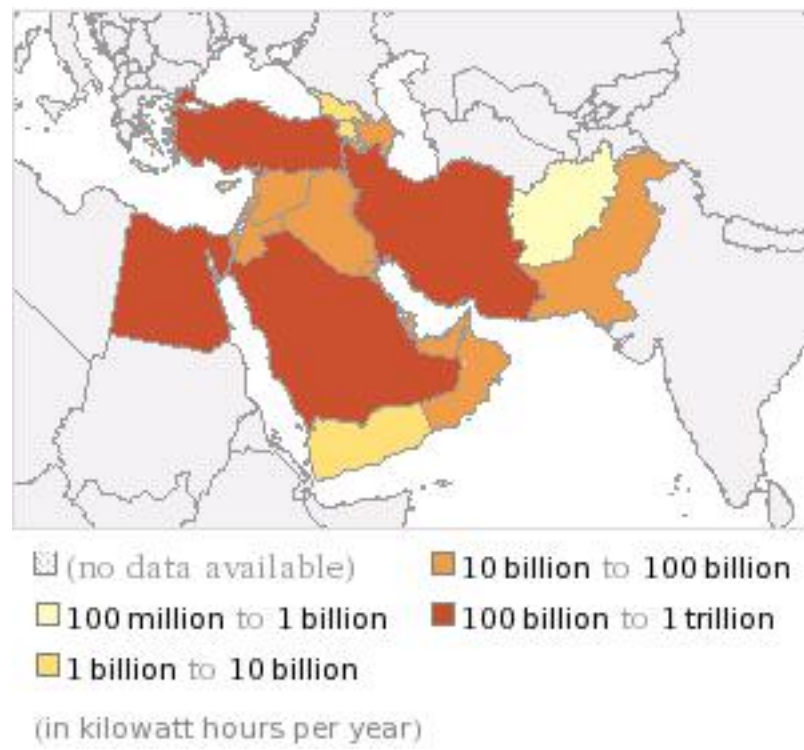 (no data available)
100 million to 1 billion
1 billion to 10 billion
10 billion to 100 billion
100 billion to 1 trillion
(in kilowatt hours per year)